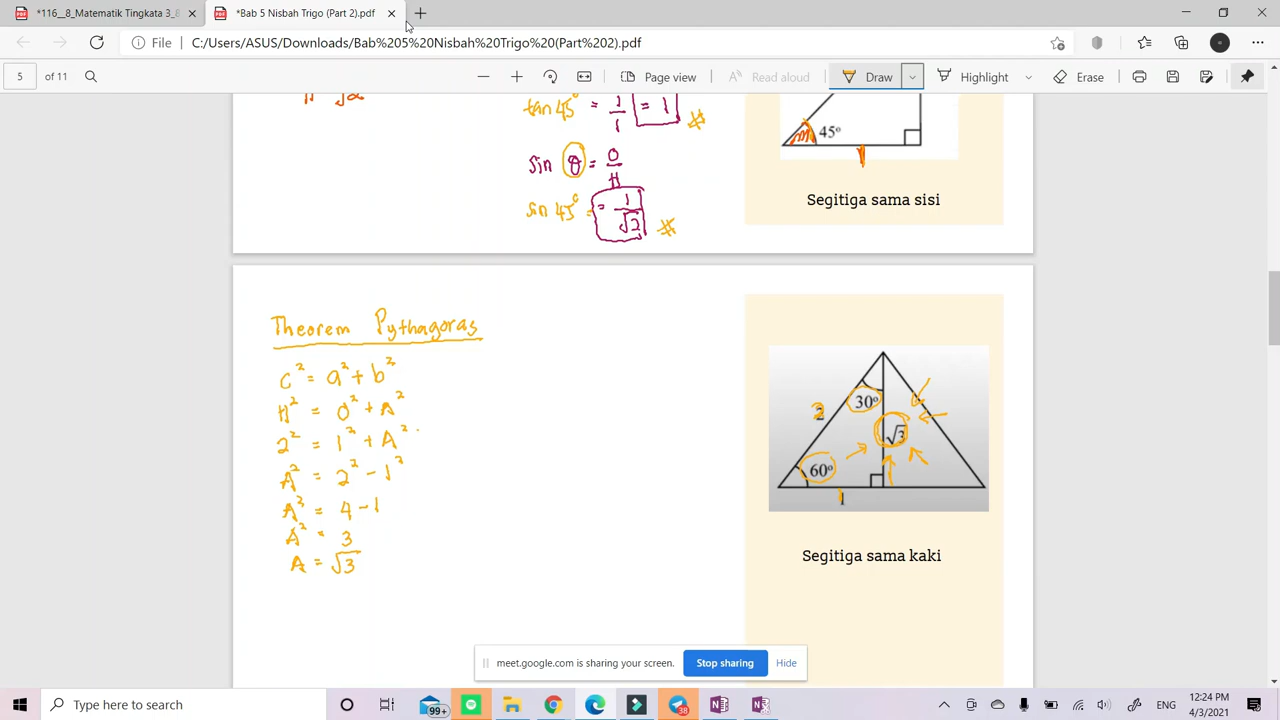 *116__8_Matematik Tingkatan 3_8
*Bab 5 Nisbah Trigo (Part 2).pdf
File
C:/Users/ASUS/Downloads/Bab%205%20Nisbah%20Trigo%20(Part%202).pdf
5
of 11
Page view
Read aloud
Draw
Highlight
Erase
tan 45° = 1/1 = 1
45°
1
sin θ = O/H
sin 45° = 1/√2
Segitiga sama sisi
Theorem Pythagoras
c² = a² + b²
H² = O² + A²
2² = 1² + A²
A² = 2² - 1²
A² = 4 - 1
A² = 3
A = √3
30°
2
√3
60°
1
Segitiga sama kaki
meet.google.com is sharing your screen.
Stop sharing
Hide
Type here to search
99+
38
ENG
12:24 PM
4/3/2021